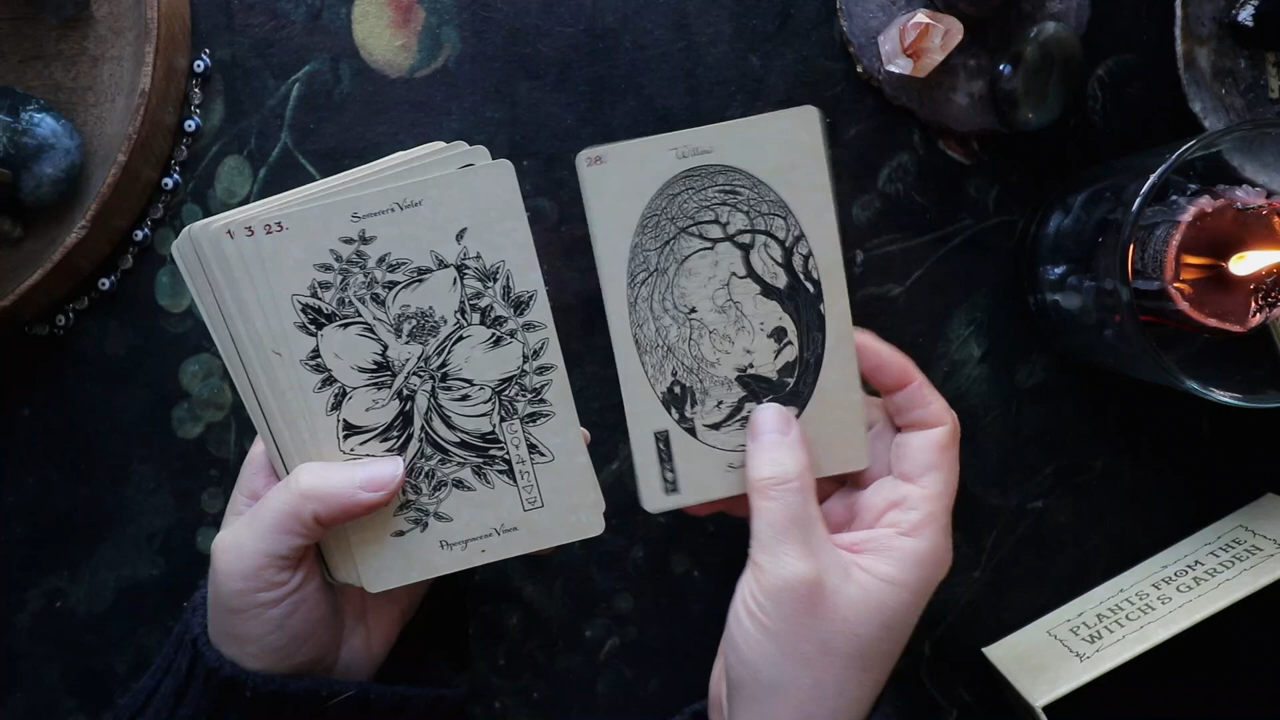 Sorcerer's Violet
1 3 23.
Apocynaceae Vinca
28.
Willow
PLANTS FROM THE
WITCH'S GARDEN